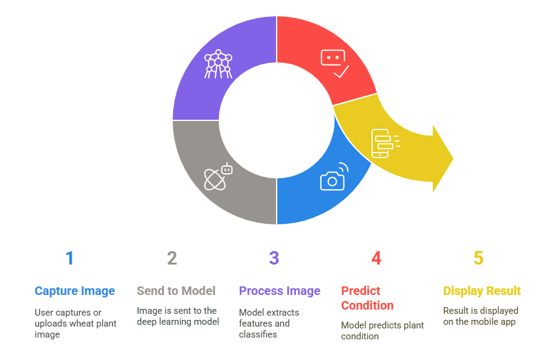 1
2
3
4
5
Capture Image
Send to Model
Process Image
Predict
Condition
Display Result
User captures or
uploads wheat plant
image
Image is sent to the
deep learning model
Model extracts
features and
classifies
Model predicts plant
condition
Result is displayed
on the mobile app